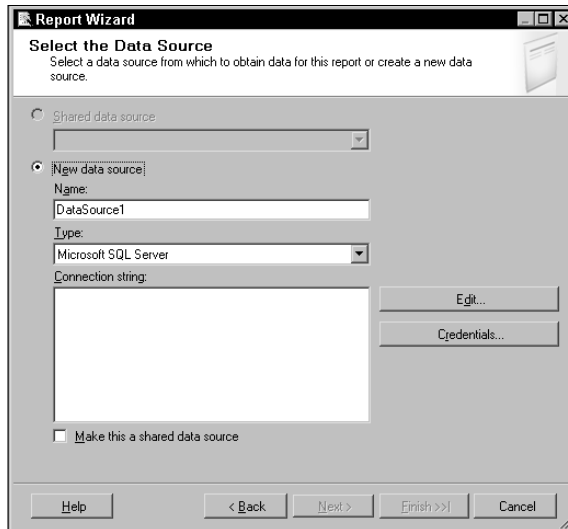 Report Wizard
Select the Data Source
Select a data source from which to obtain data for this report or create a new data
source.
Shared data source
New data source
Name:
DataSource1
Type:
Microsoft SQL Server
Connection string:
Edit...
Credentials...
Make this a shared data source
Help
< Back
Next >
Finish >>|
Cancel